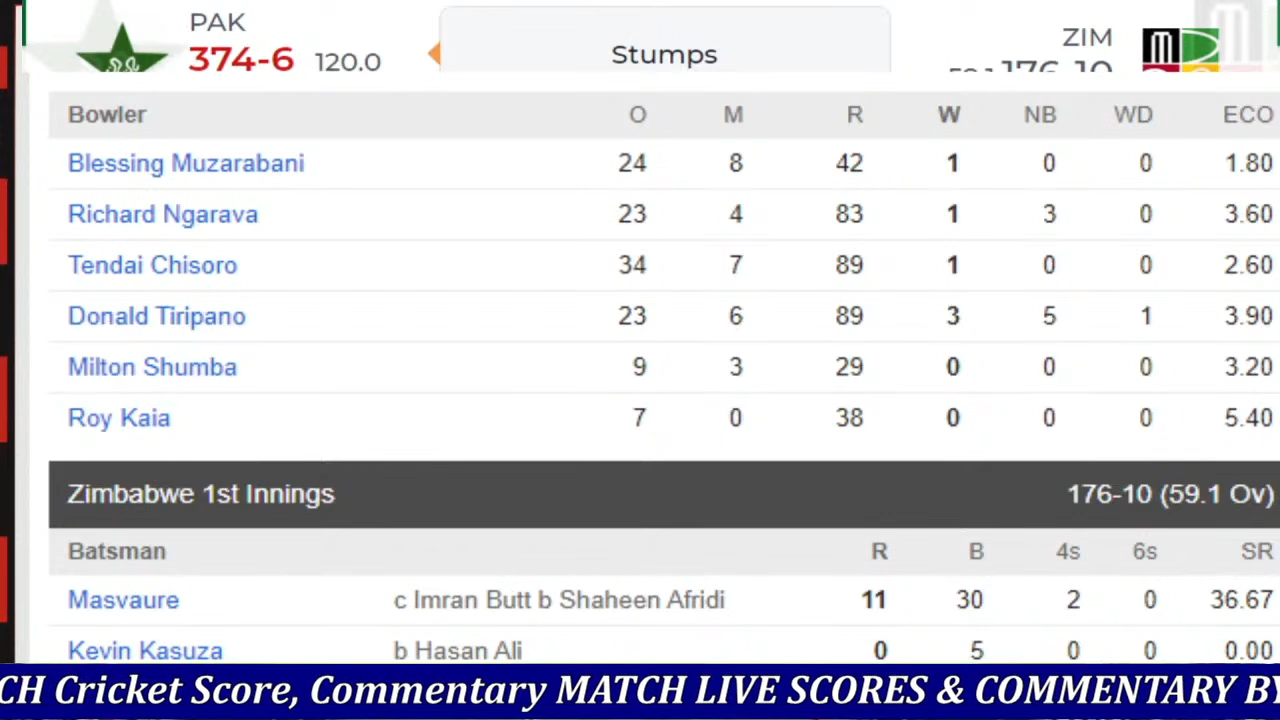 PAK
374-6 120.0
Stumps
ZIM
176-10
Bowler O M R W NB WD ECO
Blessing Muzarabani 24 8 42 1 0 0 1.80
Richard Ngarava 23 4 83 1 3 0 3.60
Tendai Chisoro 34 7 89 1 0 0 2.60
Donald Tiripano 23 6 89 3 5 1 3.90
Milton Shumba 9 3 29 0 0 0 3.20
Roy Kaia 7 0 38 0 0 0 5.40
Zimbabwe 1st Innings 176-10 (59.1 Ov)
Batsman R B 4s 6s SR
Masvaure c Imran Butt b Shaheen Afridi 11 30 2 0 36.67
Kevin Kasuza b Hasan Ali 0 5 0 0 0.00
CH Cricket Score, Commentary MATCH LIVE SCORES & COMMENTARY BY